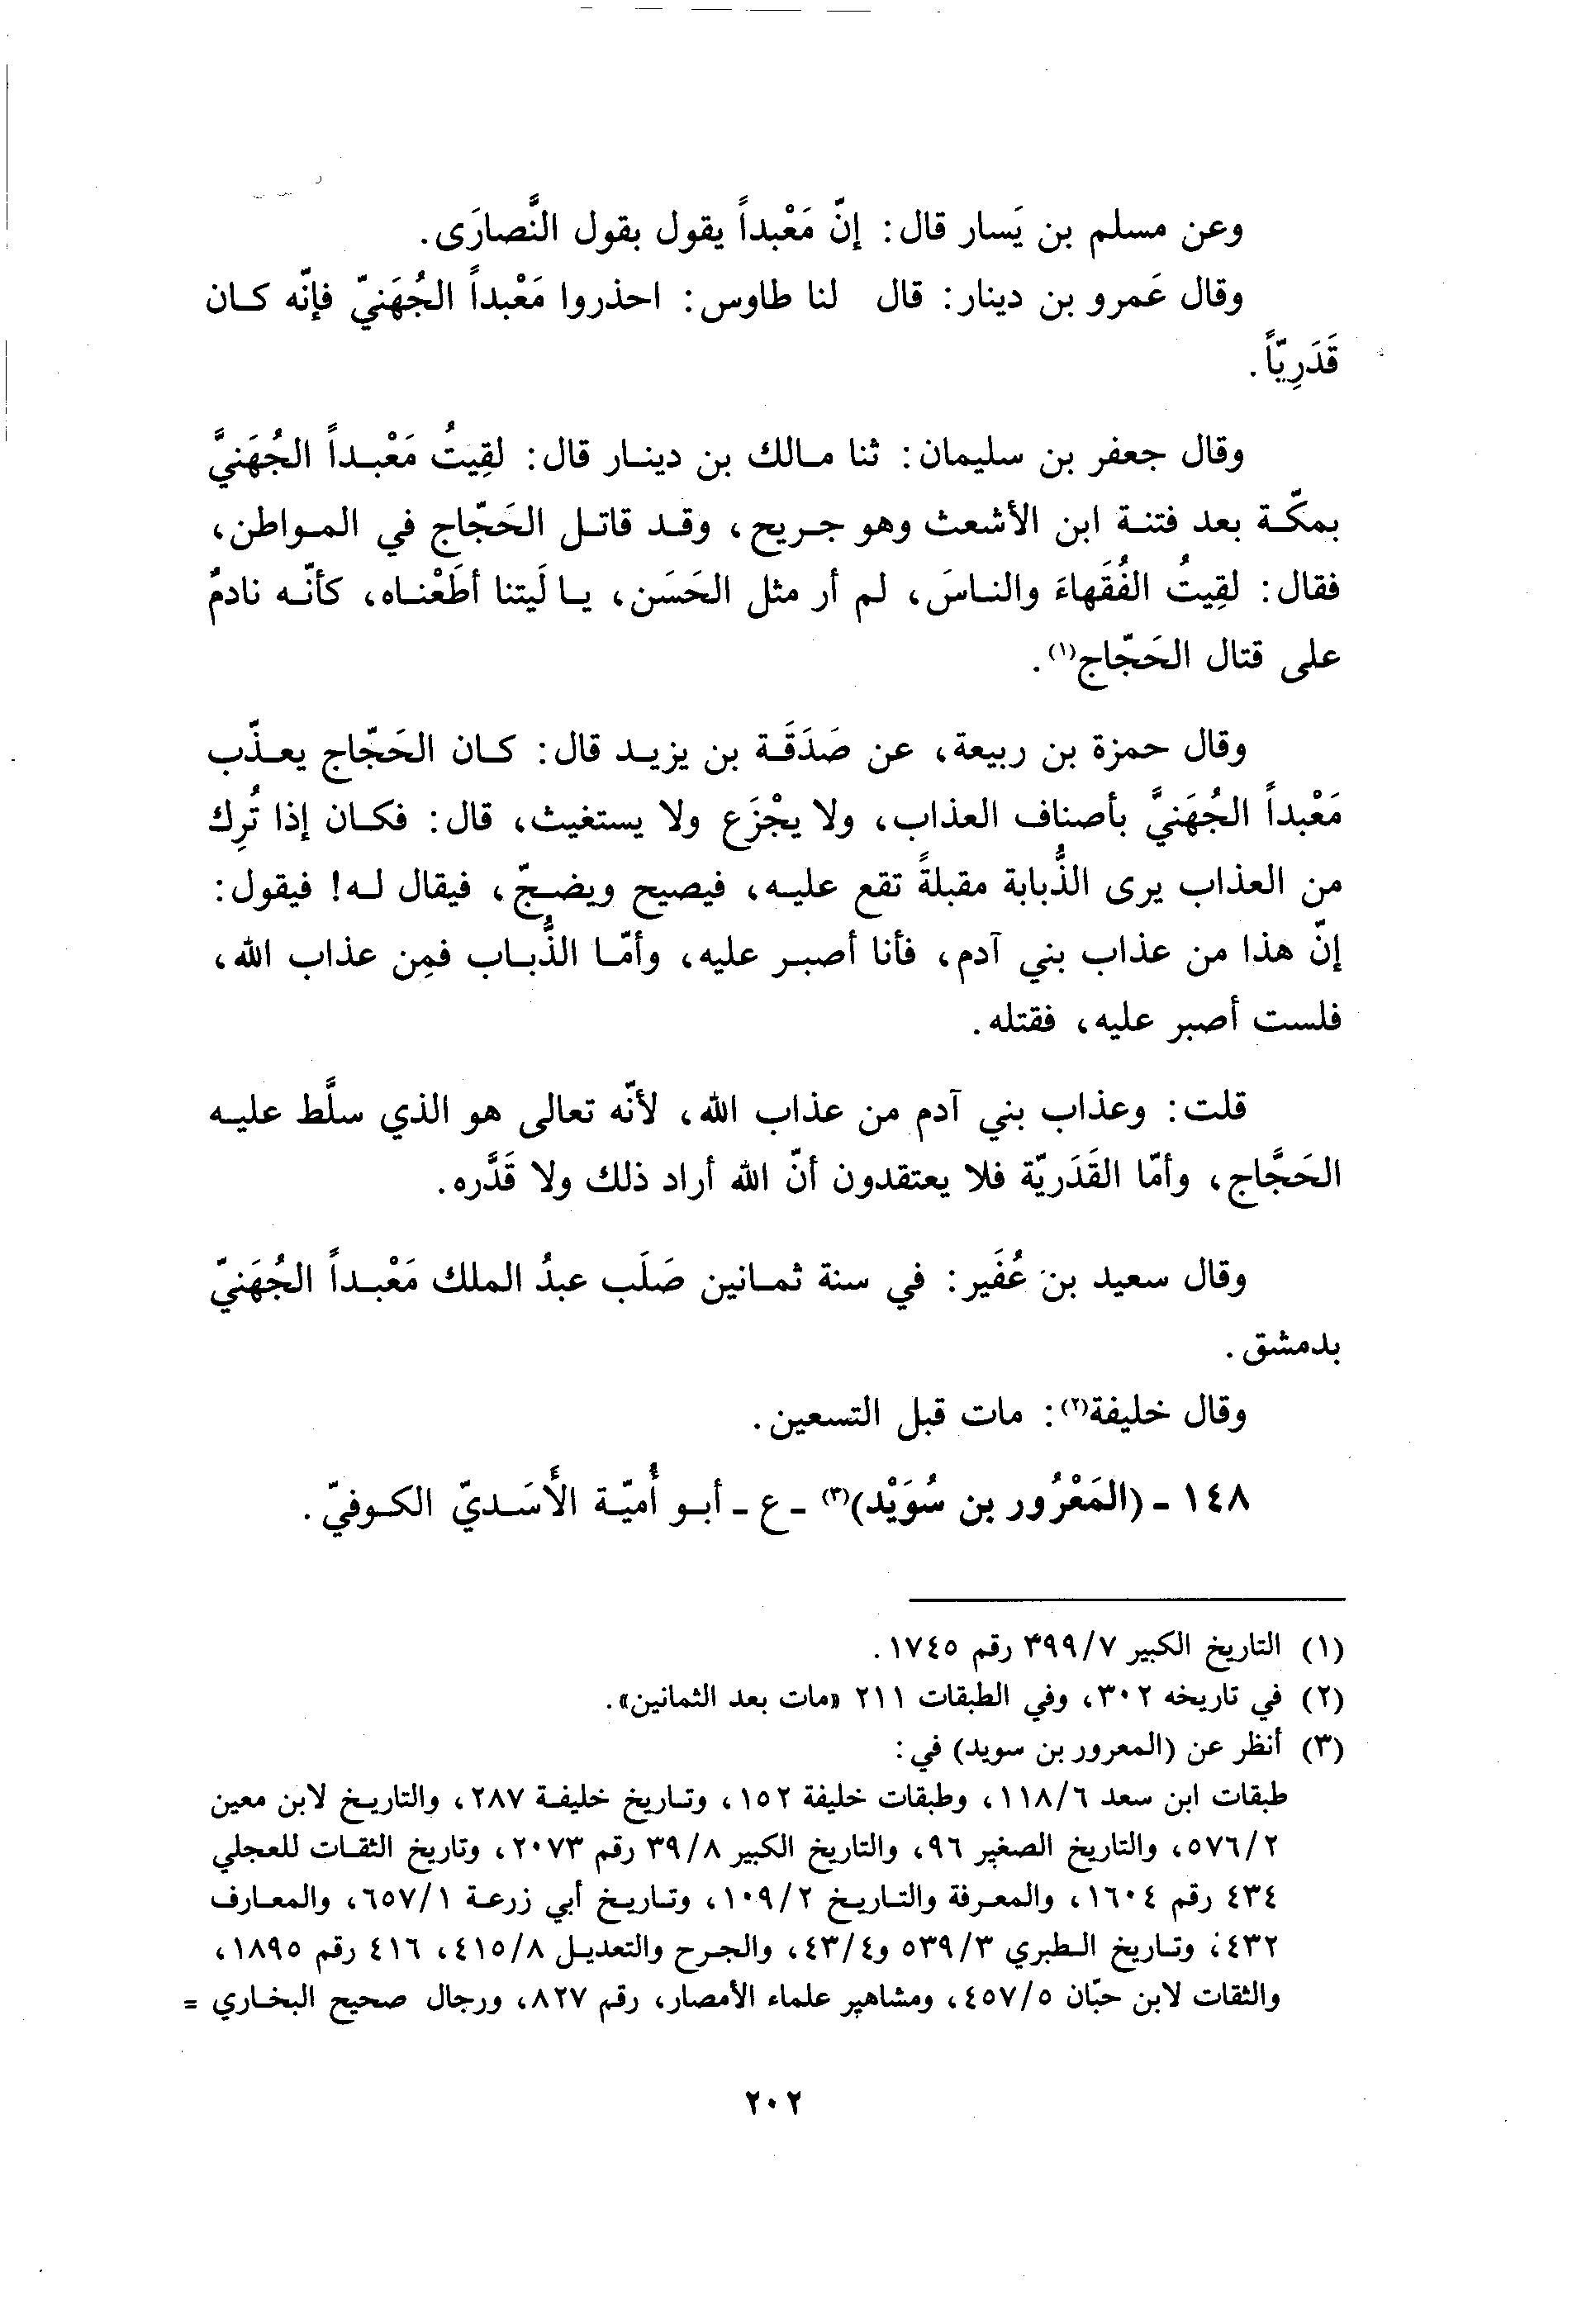 وعن مسلم بن يَسار قال: إنّ مَعْبداً يقول بقول النَّصارَى.
وقال عَمرو بن دينار: قال لنا طاوس: احذروا مَعْبداً الجُهَنيّ فإنّه كان
قَدَرِيّاً.
وقال جعفر بن سليمان: ثنا مالك بن دينار قال: لقِيتُ مَعْبداً الجُهَنيَّ
بمكّة بعد فتنة ابن الأشعث وهو جريح، وقد قاتل الحَجّاج في المواطن،
فقال: لقِيتُ الفُقَهاءَ والناسَ، لم أر مثل الحَسَن، يا لَيتنا أطَعْناه، كأنّه نادمٌ
على قتال الحَجّاج(١).
وقال حمزة بن ربيعة، عن صَدَقَة بن يزيد قال: كان الحَجّاج يعذّب
مَعْبداً الجُهَنيَّ بأصناف العذاب، ولا يجْزَع ولا يستغيث، قال: فكان إذا تُرِك
من العذاب يرى الذُّبابة مقبلةً تقع عليه، فيصيح ويضجّ، فيقال له! فيقول:
إنّ هذا من عذاب بني آدم، فأنا أصبر عليه، وأمّا الذُّباب فمِن عذاب الله،
فلست أصبر عليه، فقتله.
قلت: وعذاب بني آدم من عذاب الله، لأنّه تعالى هو الذي سلَّط عليه
الحَجَّاج، وأمّا القَدَريّة فلا يعتقدون أنّ الله أراد ذلك ولا قَدَّره.
وقال سعيد بن عُفَير: في سنة ثمانين صَلَب عبدُ الملك مَعْبداً الجُهَنيّ
بدمشق.
وقال خليفة(٢): مات قبل التسعين.
١٤٨ - (المَعْرُور بن سُوَيْد)(٣) - ع - أبو أُميّة الأَسَديّ الكوفيّ.
(١) التاريخ الكبير ٣٩٩/٧ رقم ١٧٤٥.
(٢) في تاريخه ٣٠٢، وفي الطبقات ٢١١ «مات بعد الثمانين».
(٣) أنظر عن (المعرور بن سويد) في:
طبقات ابن سعد ١١٨/٦، وطبقات خليفة ١٥٢، وتاريخ خليفة ٢٨٧، والتاريخ لابن معين
٥٧٦/٢، والتاريخ الصغير ٩٦، والتاريخ الكبير ٣٩/٨ رقم ٢٠٧٣، وتاريخ الثقات للعجلي
٤٣٤ رقم ١٦٠٤، والمعرفة والتاريخ ١٠٩/٢، وتاريخ أبي زرعة ٦٥٧/١، والمعارف
٤٣٢، وتاريخ الطبري ٥٣٩/٣ و٤٣/٤، والجرح والتعديل ٤١٥/٨، ٤١٦ رقم ١٨٩٥،
والثقات لابن حبّان ٤٥٧/٥، ومشاهير علماء الأمصار، رقم ٨٢٧، ورجال صحيح البخاري =
٢٠٢